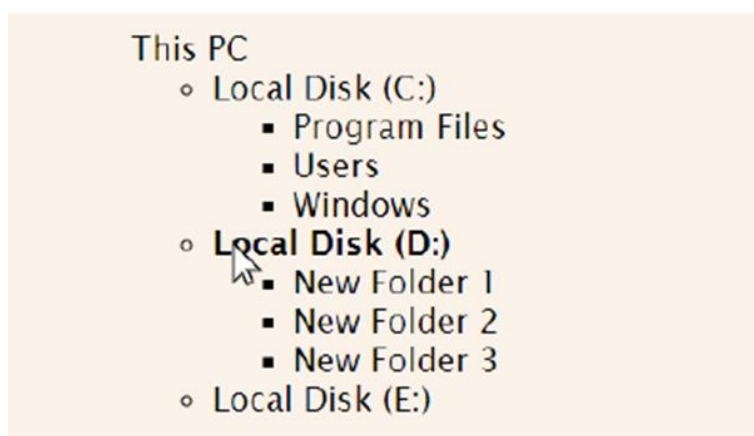 This PC
Local Disk (C:)
Program Files
Users
Windows
Local Disk (D:)
New Folder 1
New Folder 2
New Folder 3
Local Disk (E:)